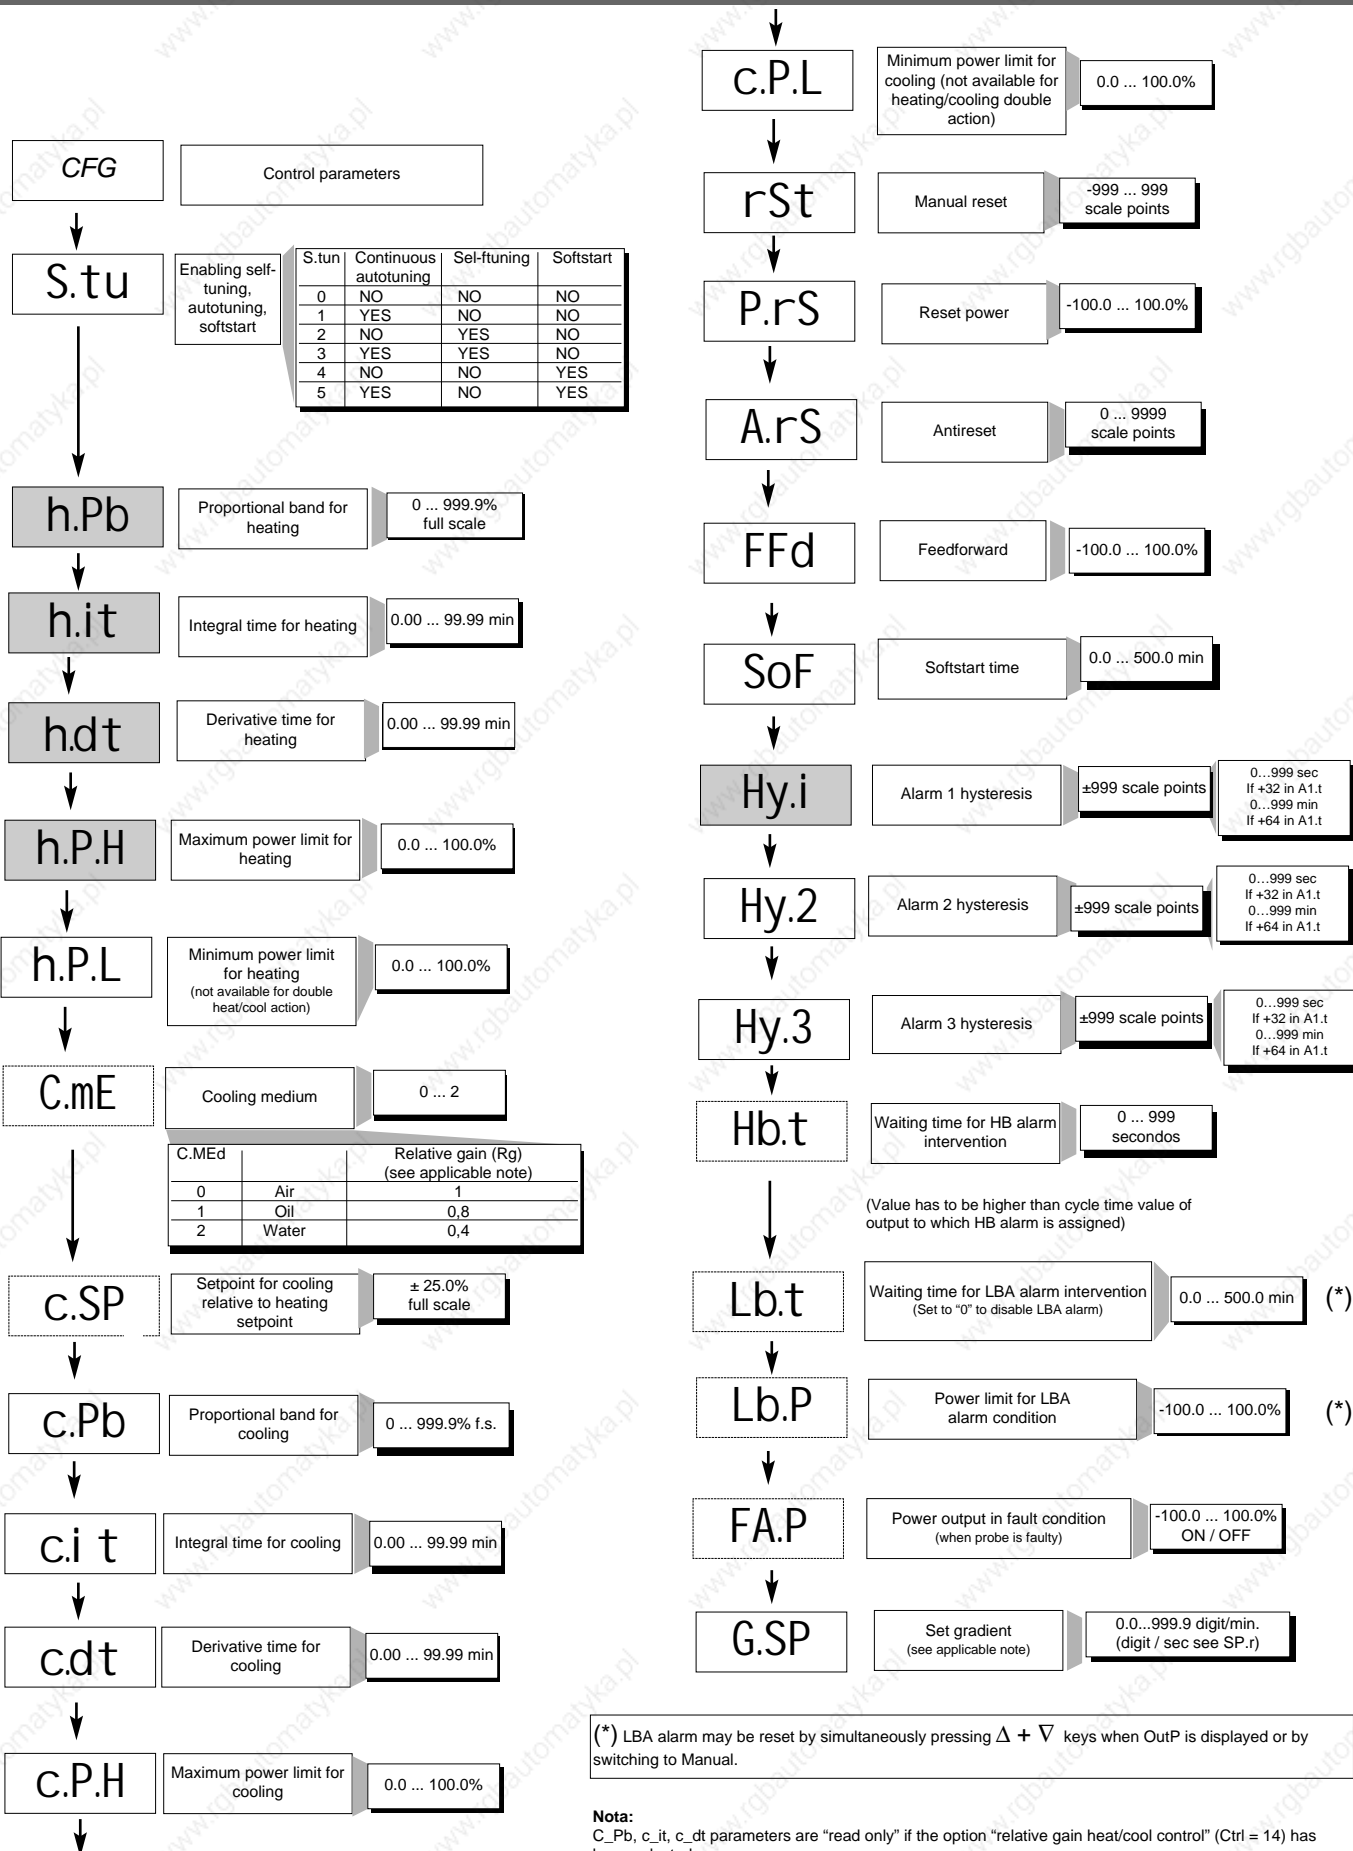 CFG
Control parameters
S.tu
Enabling self-
tuning,
autotuning,
softstart
S.tun Continuous autotuning Sel-ftuning Softstart
0 NO NO NO
1 YES NO NO
2 NO YES NO
3 YES YES NO
4 NO NO YES
5 YES NO YES
h.Pb
Proportional band for
heating
0 ... 999.9%
full scale
h.it
Integral time for heating
0.00 ... 99.99 min
h.dt
Derivative time for
heating
0.00 ... 99.99 min
h.P.H
Maximum power limit for
heating
0.0 ... 100.0%
h.P.L
Minimum power limit
for heating
(not available for double
heat/cool action)
0.0 ... 100.0%
C.mE
Cooling medium
0 ... 2
C.MEd Relative gain (Rg)
(see applicable note)
0 Air 1
1 Oil 0,8
2 Water 0,4
c.SP
Setpoint for cooling
relative to heating
setpoint
± 25.0%
full scale
c.Pb
Proportional band for
cooling
0 ... 999.9% f.s.
c.i t
Integral time for cooling
0.00 ... 99.99 min
c.dt
Derivative time for
cooling
0.00 ... 99.99 min
c.P.H
Maximum power limit for
cooling
0.0 ... 100.0%
c.P.L
Minimum power limit for
cooling (not available for
heating/cooling double
action)
0.0 ... 100.0%
rSt
Manual reset
-999 ... 999
scale points
P.rS
Reset power
-100.0 ... 100.0%
A.rS
Antireset
0 ... 9999
scale points
FFd
Feedforward
-100.0 ... 100.0%
SoF
Softstart time
0.0 ... 500.0 min
Hy.i
Alarm 1 hysteresis
±999 scale points
0...999 sec
If +32 in A1.t
0...999 min
If +64 in A1.t
Hy.2
Alarm 2 hysteresis
±999 scale points
0...999 sec
If +32 in A1.t
0...999 min
If +64 in A1.t
Hy.3
Alarm 3 hysteresis
±999 scale points
0...999 sec
If +32 in A1.t
0...999 min
If +64 in A1.t
Hb.t
Waiting time for HB alarm
intervention
0 ... 999
secondos
(Value has to be higher than cycle time value of
output to which HB alarm is assigned)
Lb.t
Waiting time for LBA alarm intervention
(Set to “0” to disable LBA alarm)
0.0 ... 500.0 min
(*)
Lb.P
Power limit for LBA
alarm condition
-100.0 ... 100.0%
(*)
FA.P
Power output in fault condition
(when probe is faulty)
-100.0 ... 100.0%
ON / OFF
G.SP
Set gradient
(see applicable note)
0.0...999.9 digit/min.
(digit / sec see SP.r)
(*) LBA alarm may be reset by simultaneously pressing Δ + ∇ keys when OutP is displayed or by
switching to Manual.
Nota:
C_Pb, c_it, c_dt parameters are “read only” if the option “relative gain heat/cool control” (Ctrl = 14) has
www.rgbautomatyka.pl